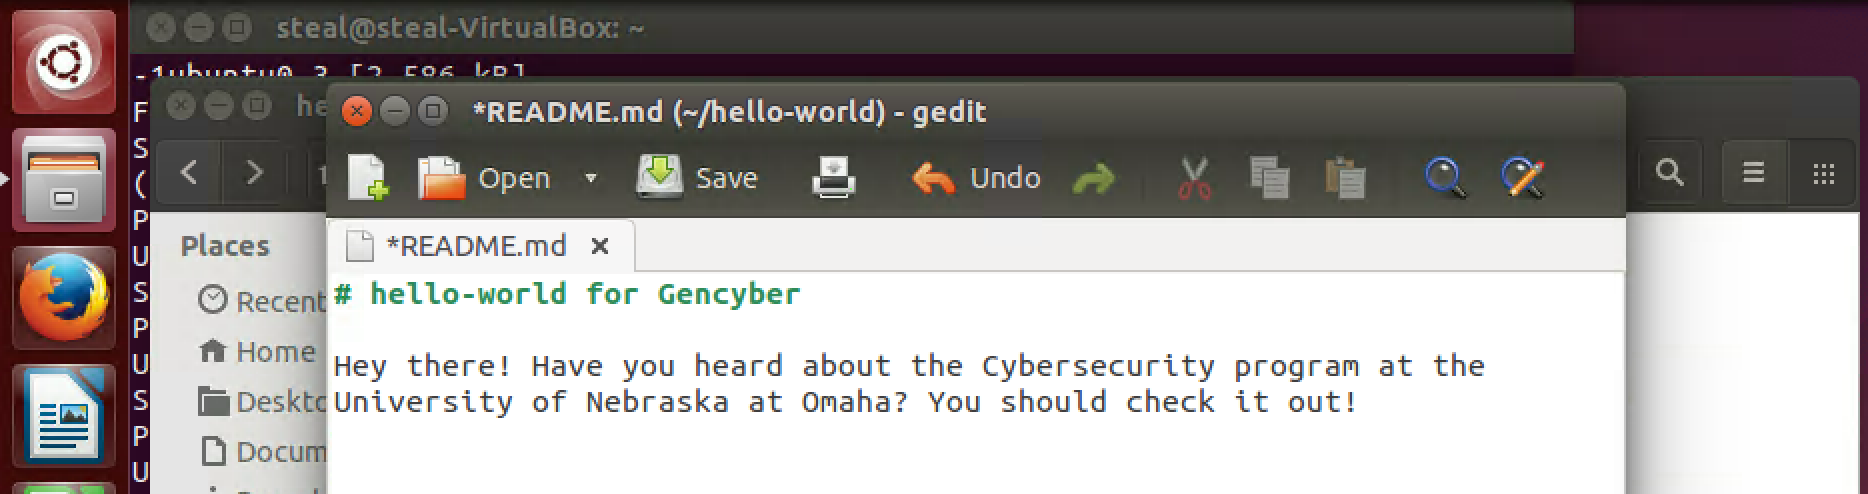 steal@steal-VirtualBox: ~
-1ubuntu0.3 [2,586 kB]
*README.md (~/hello-world) - gedit
Open
Save
Undo
*README.md
Places
Recent
Home
Deskto
Docum
# hello-world for Gencyber
Hey there! Have you heard about the Cybersecurity program at the
University of Nebraska at Omaha? You should check it out!
F
S
(
P
U
S
P
U
S
P
U
he